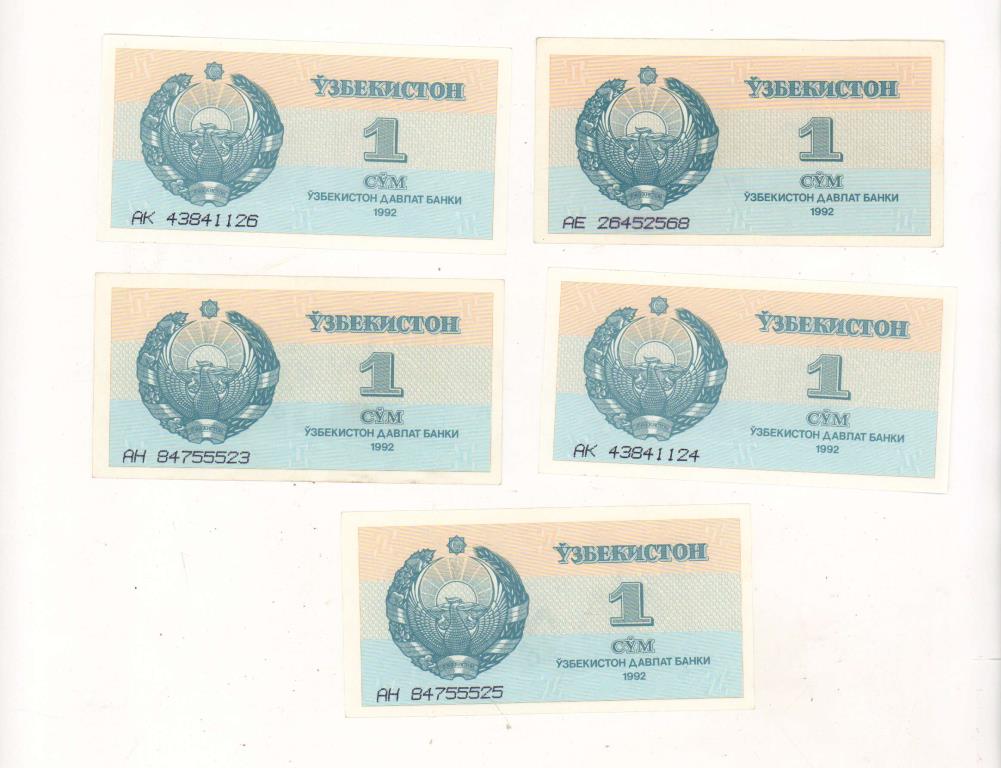 ЎЗБЕКИСТОН
1
СЎМ
ЎЗБЕКИСТОН ДАВЛАТ БАНКИ
1992
АК 43841126
ЎЗБЕКИСТОН
1
СЎМ
ЎЗБЕКИСТОН ДАВЛАТ БАНКИ
1992
АЕ 26452568
ЎЗБЕКИСТОН
1
СЎМ
ЎЗБЕКИСТОН ДАВЛАТ БАНКИ
1992
АН 84755523
ЎЗБЕКИСТОН
1
СЎМ
ЎЗБЕКИСТОН ДАВЛАТ БАНКИ
1992
АК 43841124
ЎЗБЕКИСТОН
1
СЎМ
ЎЗБЕКИСТОН ДАВЛАТ БАНКИ
1992
АН 84755525